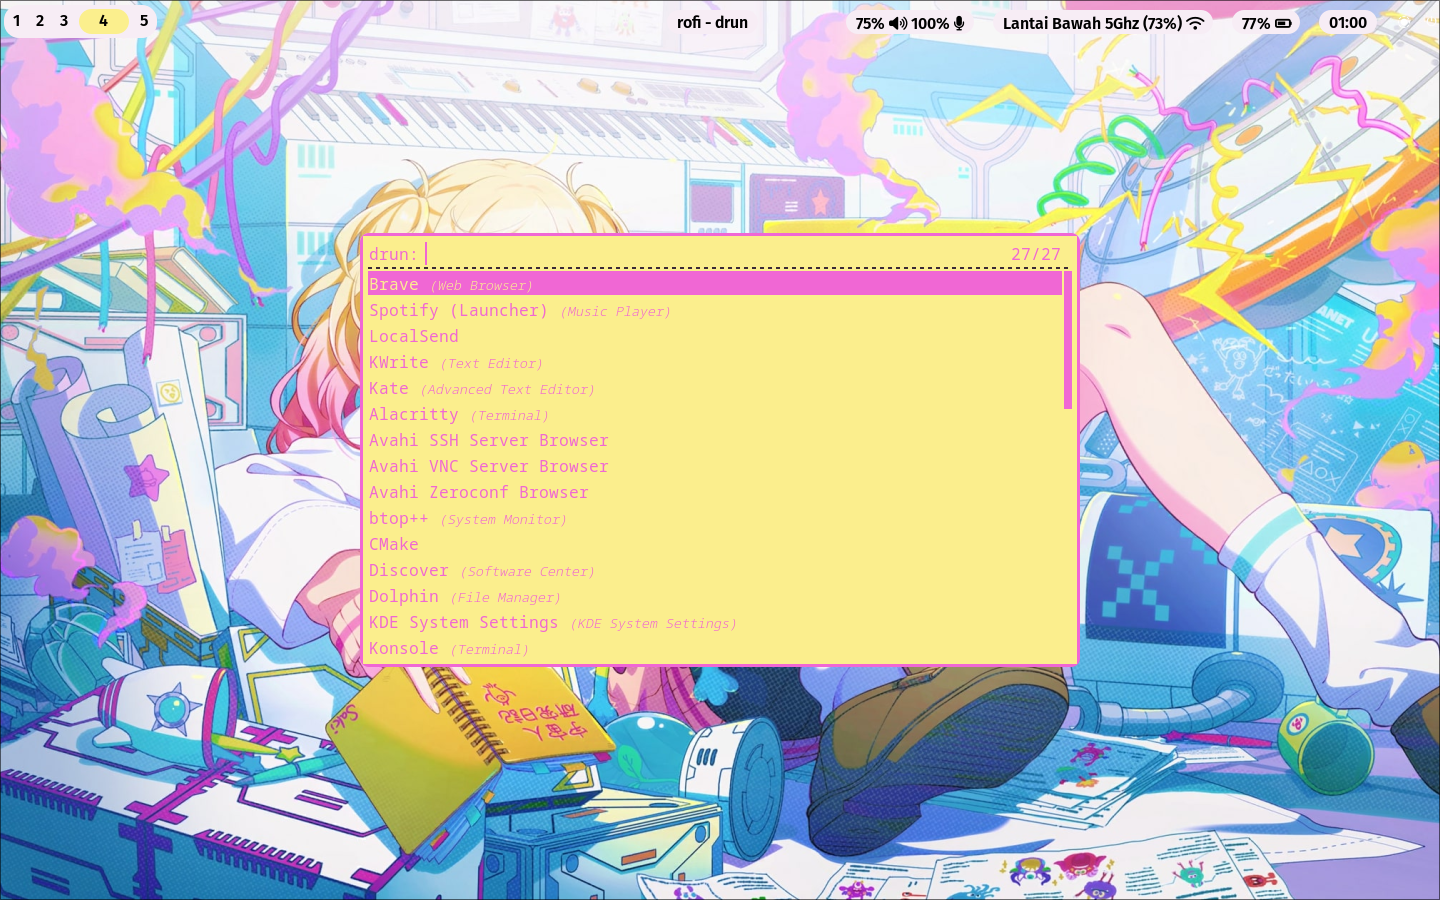 1 2 3 4 5
rofi - drun
75% 100%
Lantai Bawah 5Ghz (73%)
77%
01:00
drun:
27/27
Brave (Web Browser)
Spotify (Launcher) (Music Player)
LocalSend
KWrite (Text Editor)
Kate (Advanced Text Editor)
Alacritty (Terminal)
Avahi SSH Server Browser
Avahi VNC Server Browser
Avahi Zeroconf Browser
btop++ (System Monitor)
CMake
Discover (Software Center)
Dolphin (File Manager)
KDE System Settings (KDE System Settings)
Konsole (Terminal)
Saki